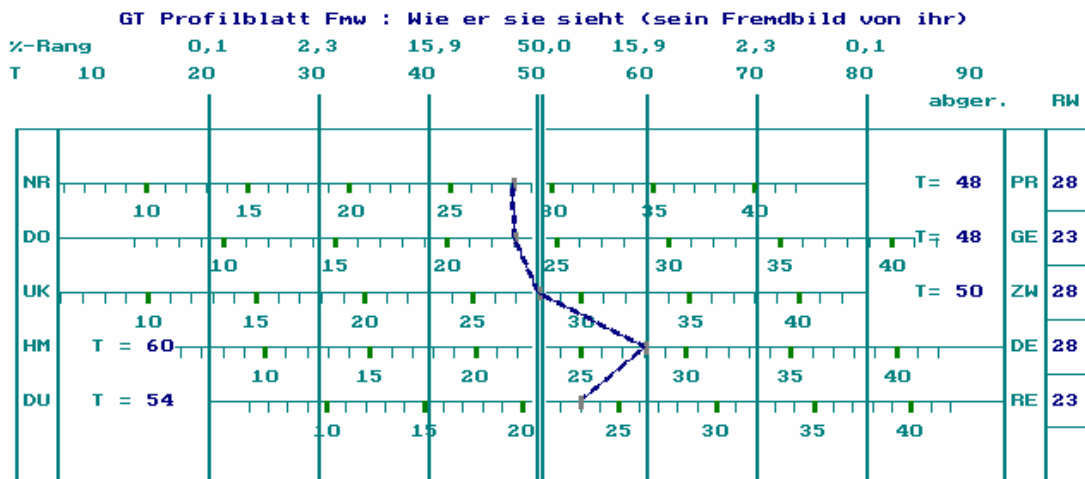 GT Profilblatt Fmw : Wie er sie sieht (sein Fremdbild von ihr)
%-Rang 0,1 2,3 15,9 50,0 15,9 2,3 0,1
T 10 20 30 40 50 60 70 80 90
abger. RW
NR T= 48 PR 28
10 15 20 25 30 35 40
DO T= 48 GE 23
10 15 20 25 30 35 40
UK T= 50 ZW 28
10 15 20 25 30 35 40
HM T = 60 DE 28
10 15 20 25 30 35 40
DU T = 54 RE 23
10 15 20 25 30 35 40